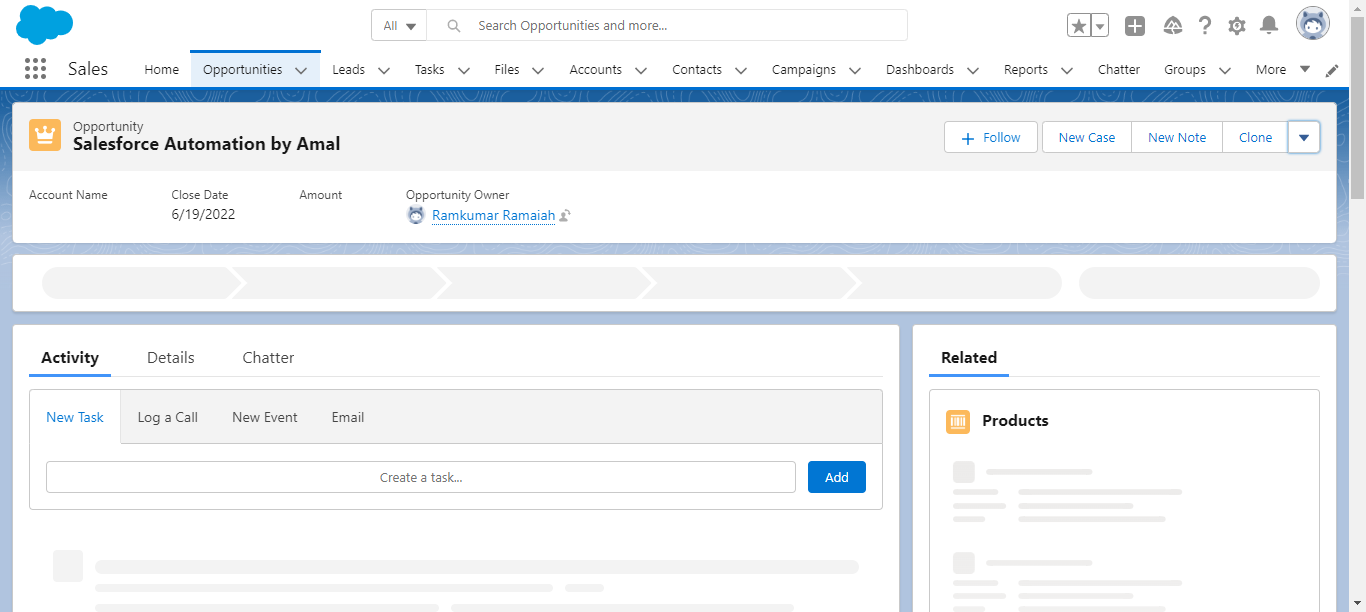 All
Search Opportunities and more...
Sales
Home
Opportunities
Leads
Tasks
Files
Accounts
Contacts
Campaigns
Dashboards
Reports
Chatter
Groups
More
Opportunity
Salesforce Automation by Amal
Follow
New Case
New Note
Clone
Account Name
Close Date
Amount
Opportunity Owner
6/19/2022
Ramkumar Ramaiah
Activity
Details
Chatter
Related
New Task
Log a Call
New Event
Email
Products
Create a task...
Add